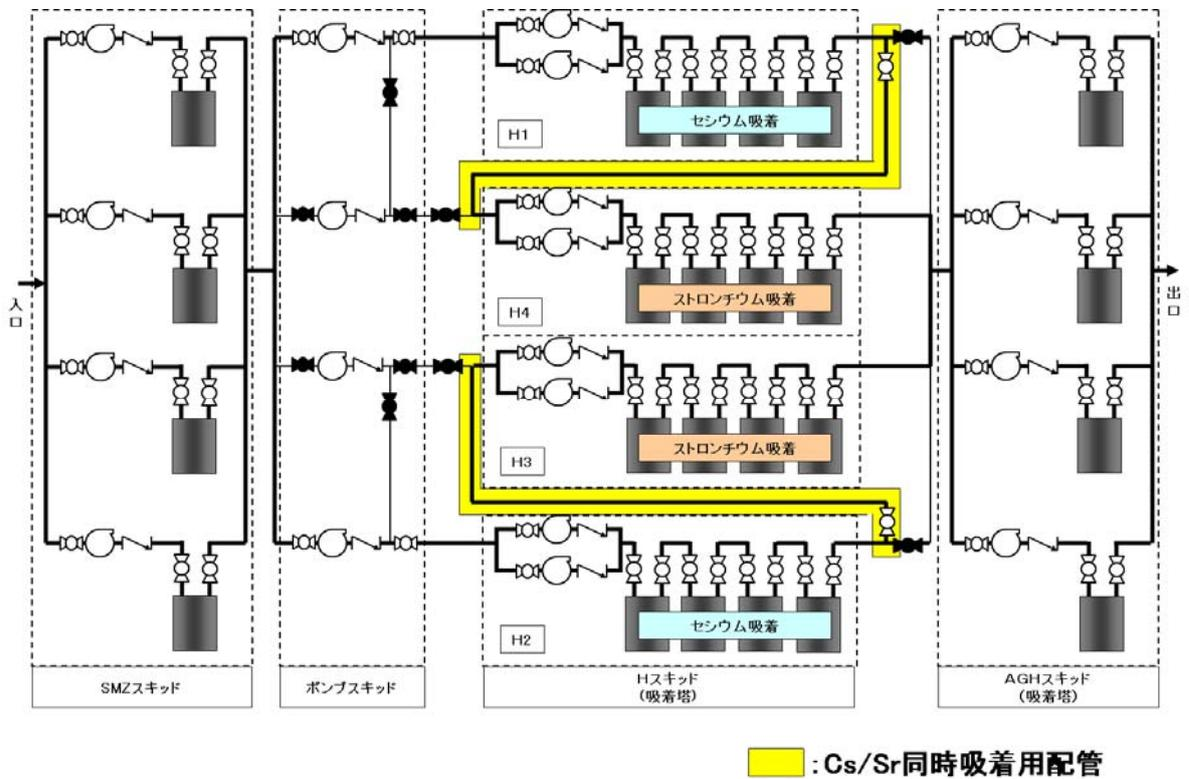 セシウム吸着
H1
入口
ストロンチウム吸着
H4
出口
ストロンチウム吸着
H3
セシウム吸着
H2
SMZスキッド
ポンプスキッド
Hスキッド
(吸着塔)
AGHスキッド
(吸着塔)
:Cs/Sr同時吸着用配管